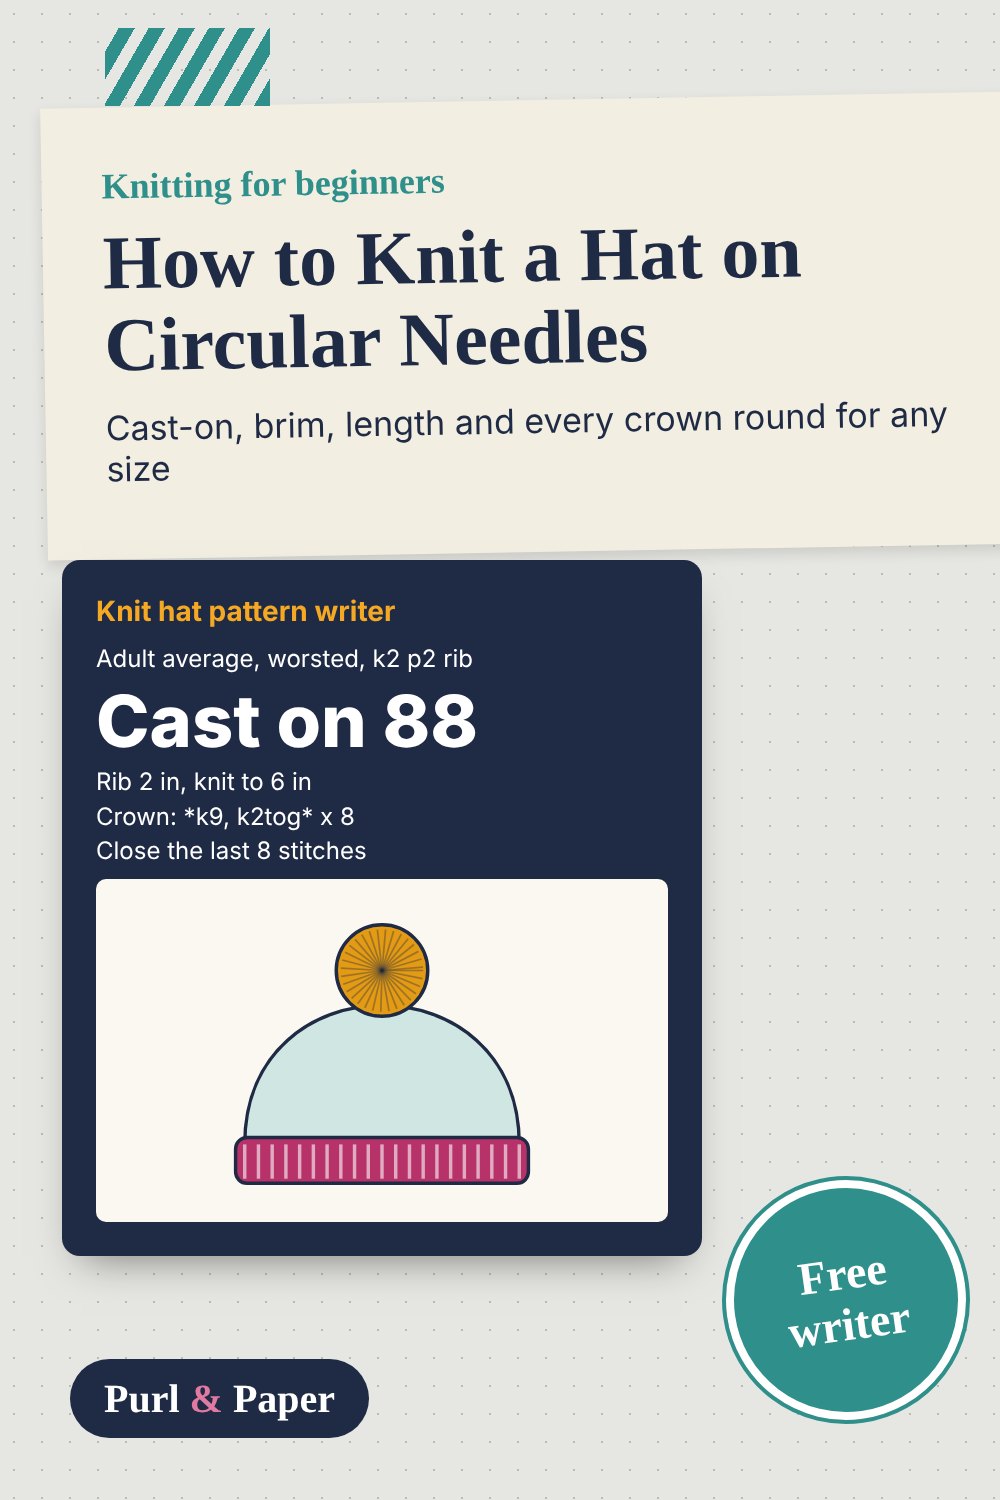 Knitting for beginners
How to Knit a Hat on
Circular Needles
Cast-on, brim, length and every crown round for any
size
Knit hat pattern writer
Adult average, worsted, k2 p2 rib
Cast on 88
Rib 2 in, knit to 6 in
Crown: *k9, k2tog* x 8
Close the last 8 stitches
Free
writer
Purl & Paper